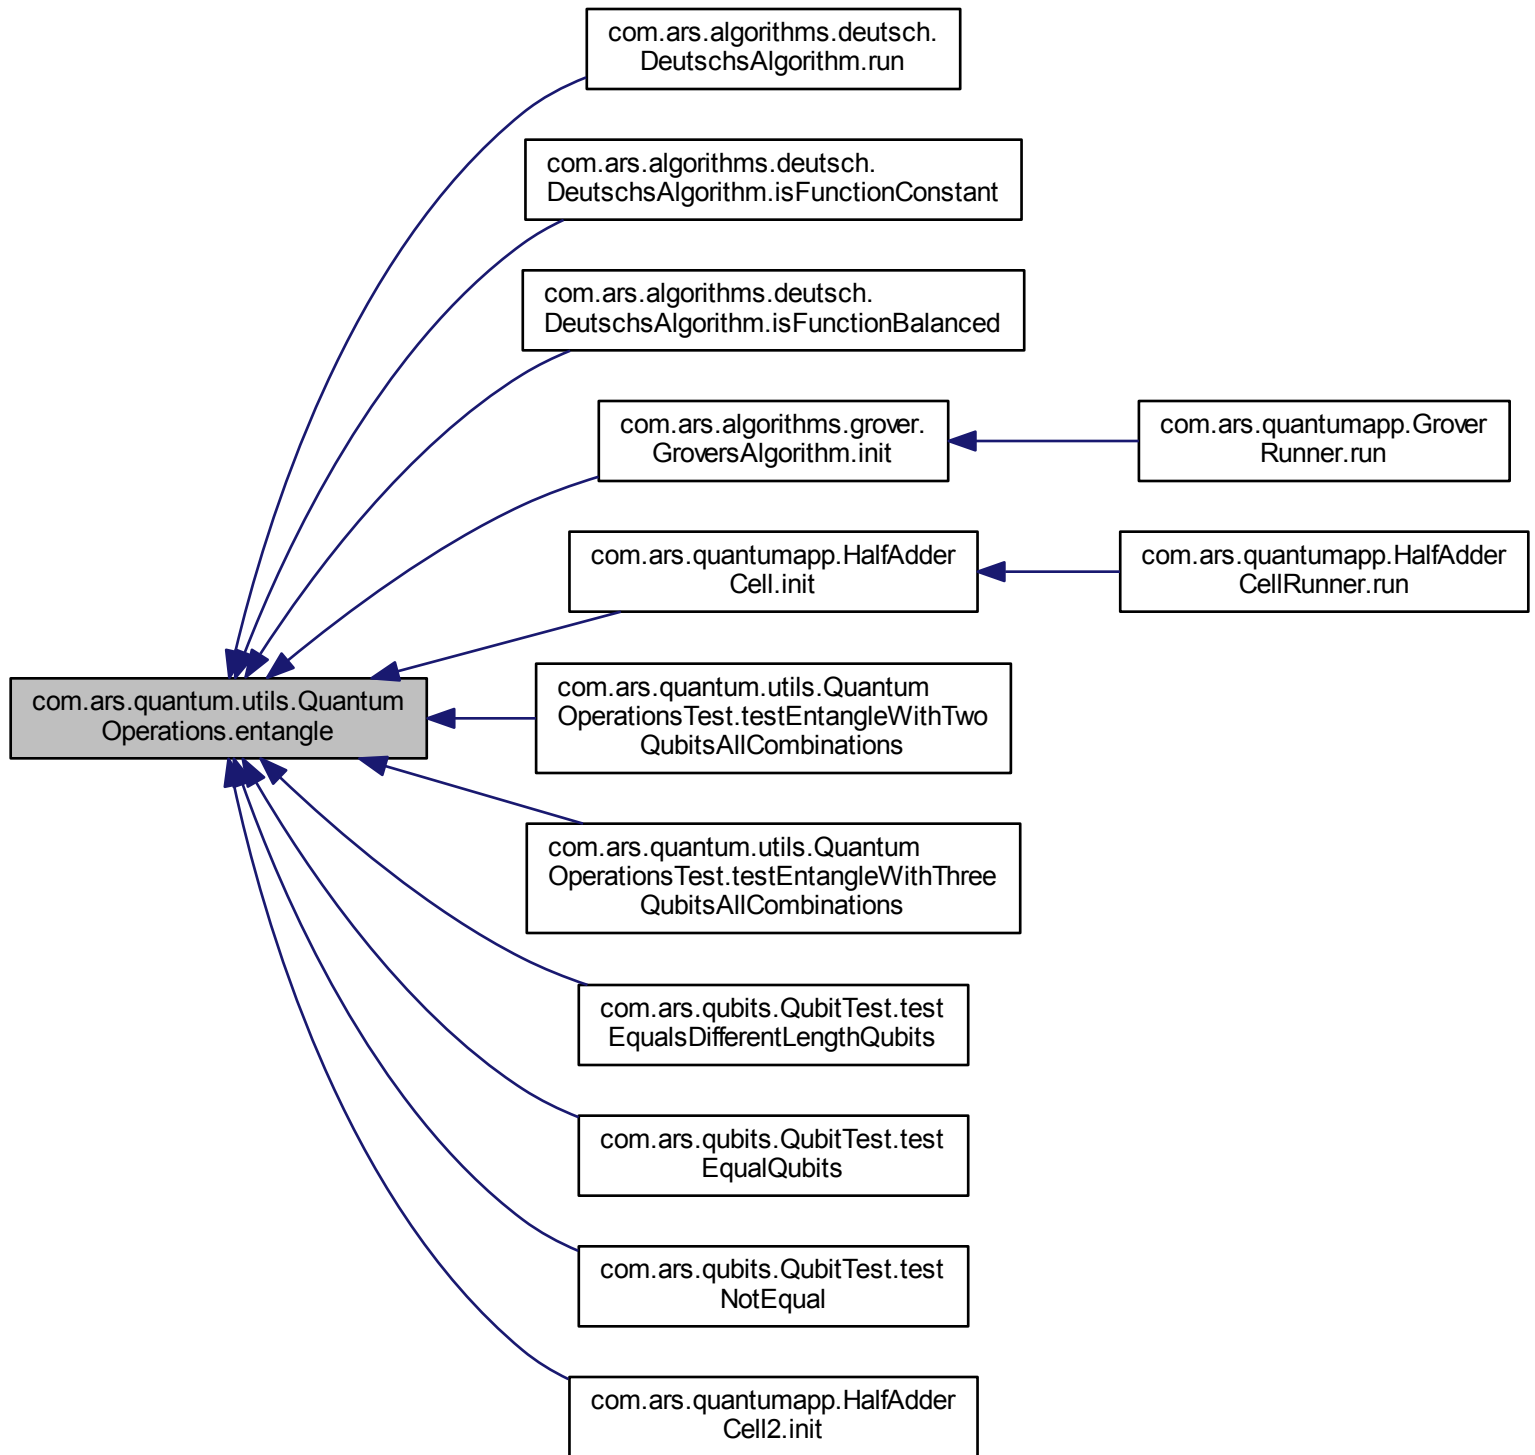 com.ars.algorithms.deutsch.
DeutschsAlgorithm.run
com.ars.algorithms.deutsch.
DeutschsAlgorithm.isFunctionConstant
com.ars.algorithms.deutsch.
DeutschsAlgorithm.isFunctionBalanced
com.ars.algorithms.grover.
GroversAlgorithm.init
com.ars.quantumapp.Grover
Runner.run
com.ars.quantumapp.HalfAdder
Cell.init
com.ars.quantumapp.HalfAdder
CellRunner.run
com.ars.quantum.utils.Quantum
Operations.entangle
com.ars.quantum.utils.Quantum
OperationsTest.testEntangleWithTwo
QubitsAllCombinations
com.ars.quantum.utils.Quantum
OperationsTest.testEntangleWithThree
QubitsAllCombinations
com.ars.qubits.QubitTest.test
EqualsDifferentLengthQubits
com.ars.qubits.QubitTest.test
EqualQubits
com.ars.qubits.QubitTest.test
NotEqual
com.ars.quantumapp.HalfAdder
Cell2.init